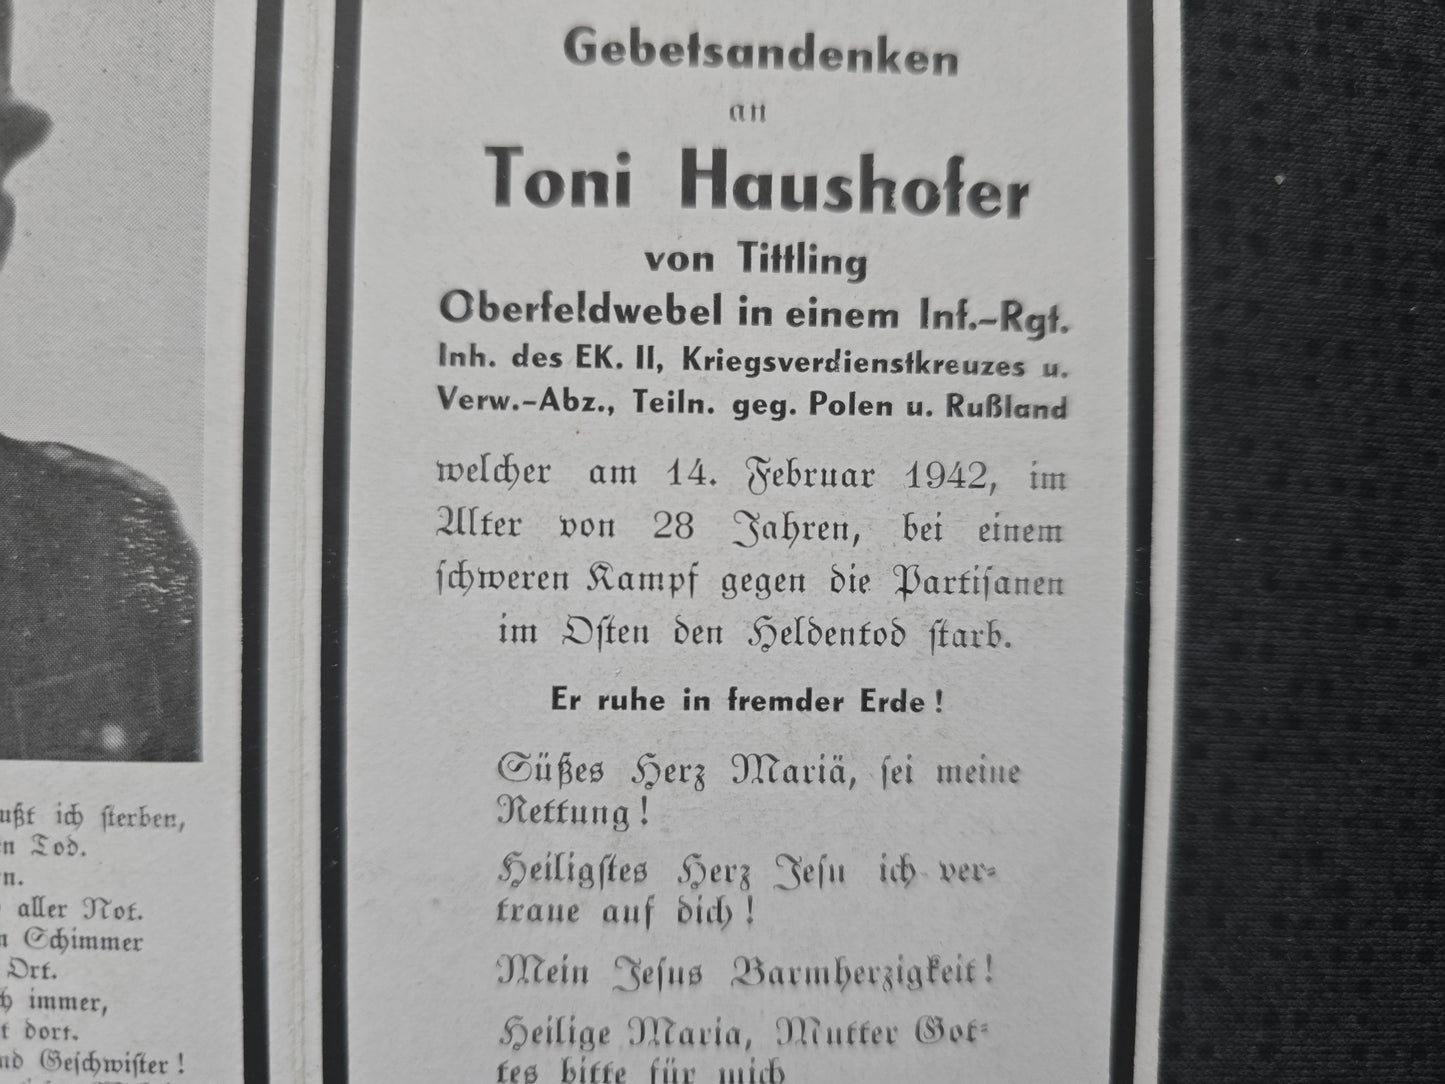 Gebetsandenken
an
Toni Haushofer
von Tittling
Oberfeldwebel in einem Inf.-Rgt.
Inh. des EK. II, Kriegsverdienstkreuzes u.
Verw.-Abz., Teiln. geg. Polen u. Rußland
welcher am 14. Februar 1942, im
Alter von 28 Jahren, bei einem
schweren Kampf gegen die Partisanen
im Osten den Heldentod starb.
Er ruhe in fremder Erde!
Süßes Herz Mariä, sei meine
Rettung!
Heiligstes Herz Jesu ich ver-
traue auf dich!
Mein Jesus Barmherzigkeit!
Heilige Maria, Mutter Got-
tes bitte für mich
ich sterben,
Tod.
aller Not.
Schimmer
Ort.
immer,
dort.
Geschwister!